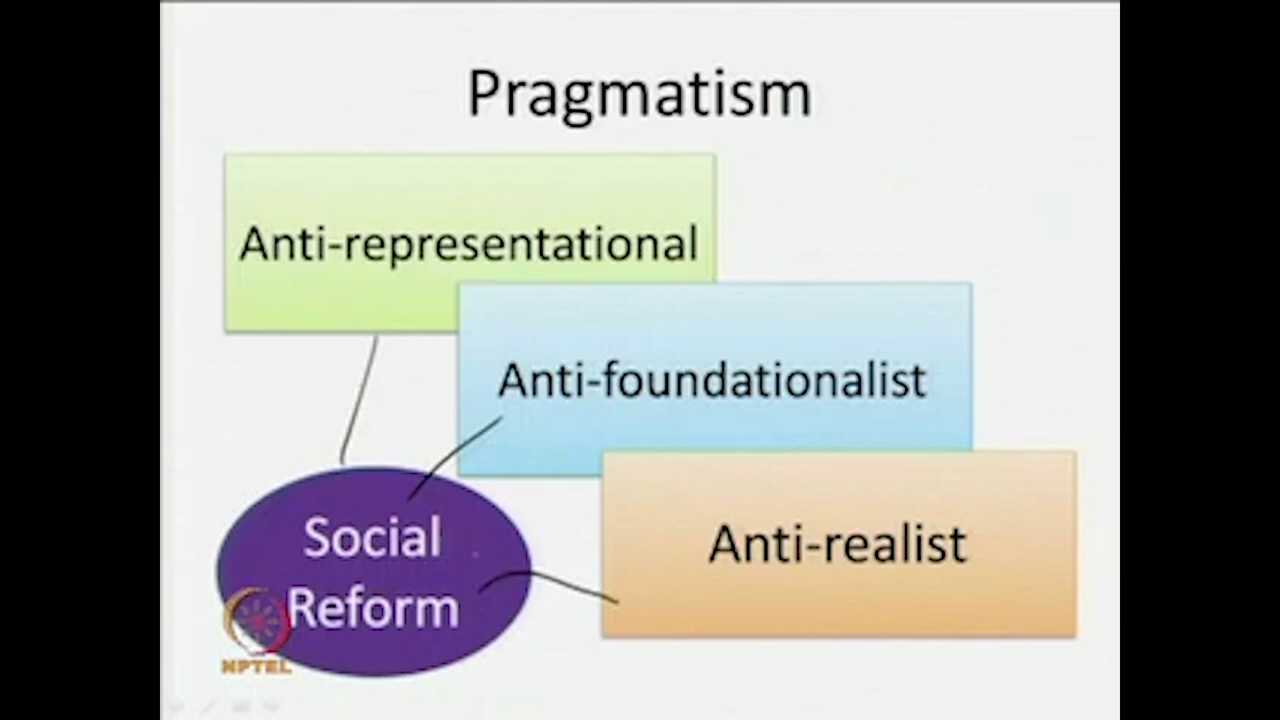 Pragmatism
Anti-representational
Anti-foundationalist
Anti-realist
Social
Reform
NPTEL